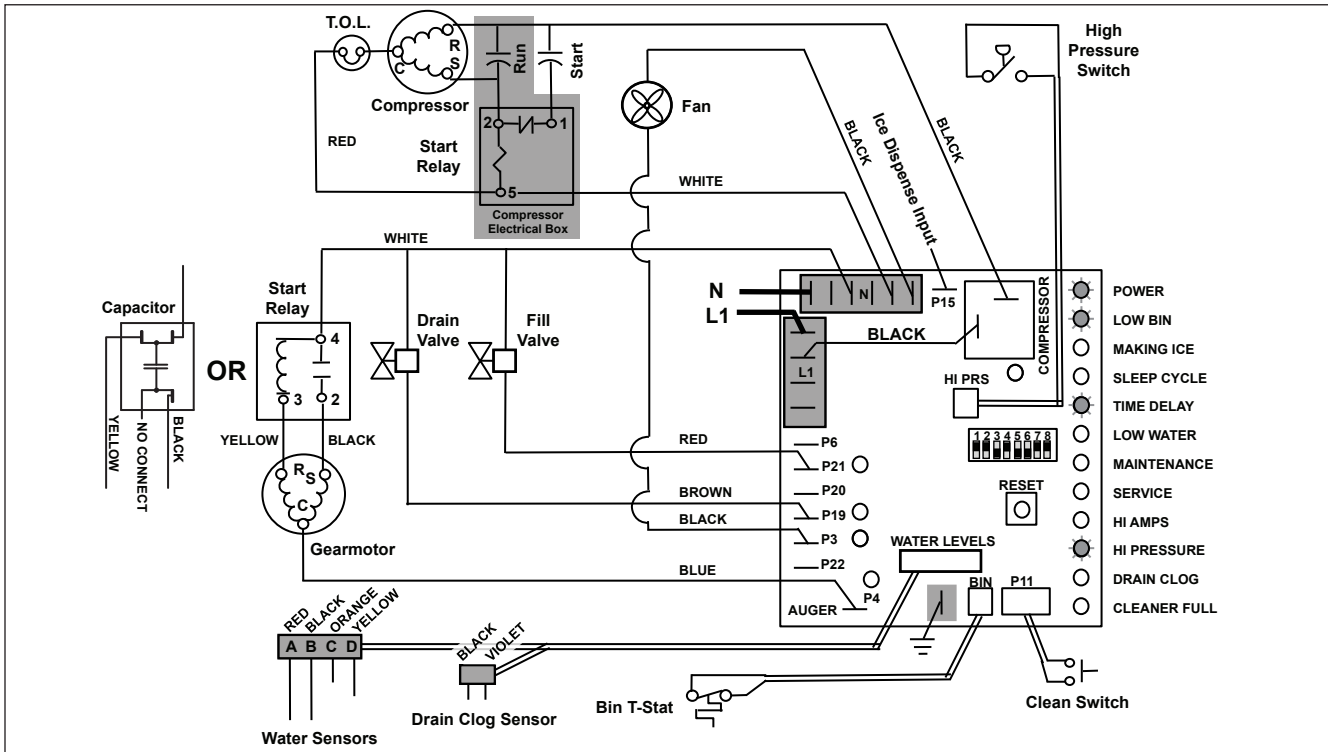 T.O.L.
C
R
S
Compressor
Run
Start
2
1
5
Start
Relay
Compressor
Electrical Box
RED
WHITE
Fan
BLACK
Ice Dispense Input
BLACK
High
Pressure
Switch
WHITE
Capacitor
YELLOW
NO CONNECT
BLACK
OR
Start
Relay
4
3
2
YELLOW
BLACK
R
S
C
Gearmotor
Drain
Valve
Fill
Valve
N
L1
N
P15
L1
BLACK
COMPRESSOR
HI PRS
1 2 3 4 5 6 7 8
RESET
RED
BROWN
BLACK
BLUE
P6
P21
P20
P19
P3
P22
P4
AUGER
WATER LEVELS
BIN
P11
POWER
LOW BIN
MAKING ICE
SLEEP CYCLE
TIME DELAY
LOW WATER
MAINTENANCE
SERVICE
HI AMPS
HI PRESSURE
DRAIN CLOG
CLEANER FULL
RED
BLACK
ORANGE
YELLOW
A B C D
Water Sensors
BLACK
VIOLET
Drain Clog Sensor
Bin T-Stat
Clean Switch